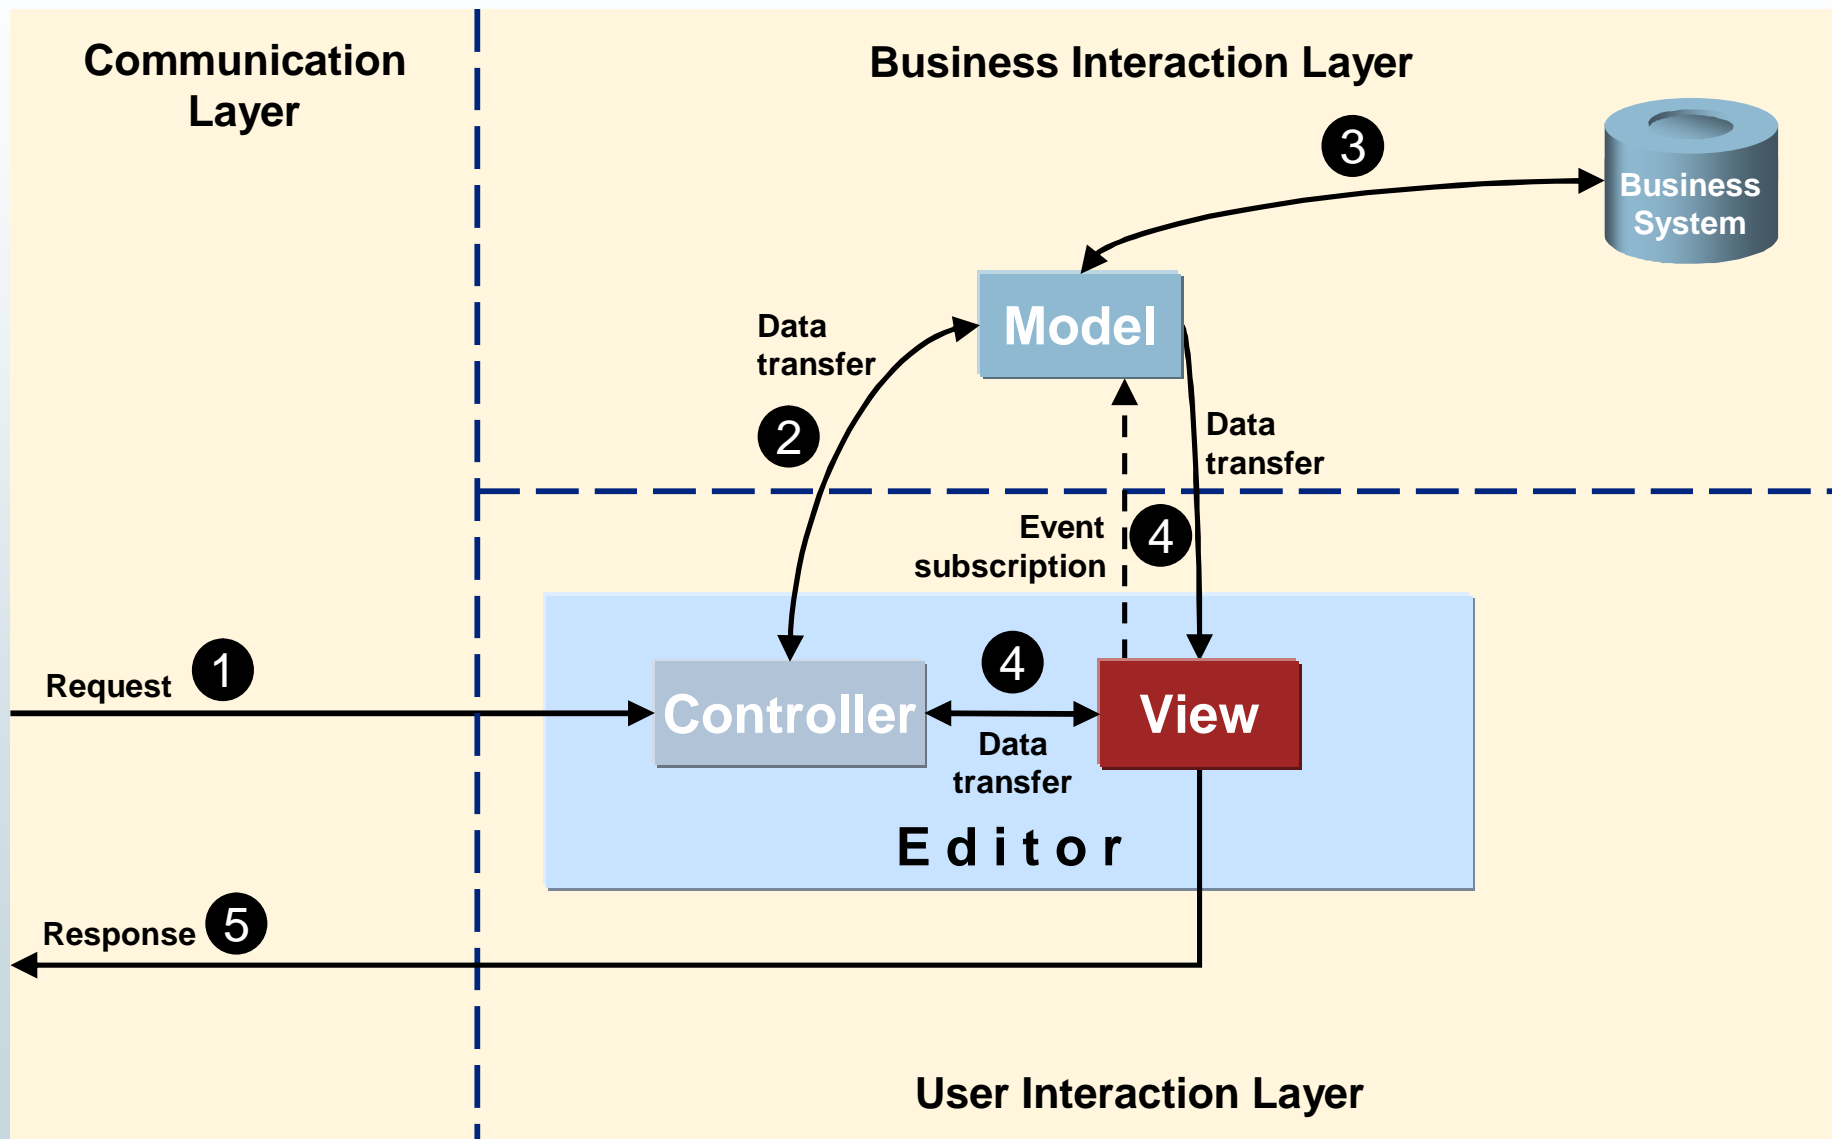 Communication
Layer
Business Interaction Layer
3
Business
System
Model
Data
transfer
2
Data
transfer
Event
subscription
4
1
Request
Controller
4
View
Data
transfer
Editor
Response
5
User Interaction Layer